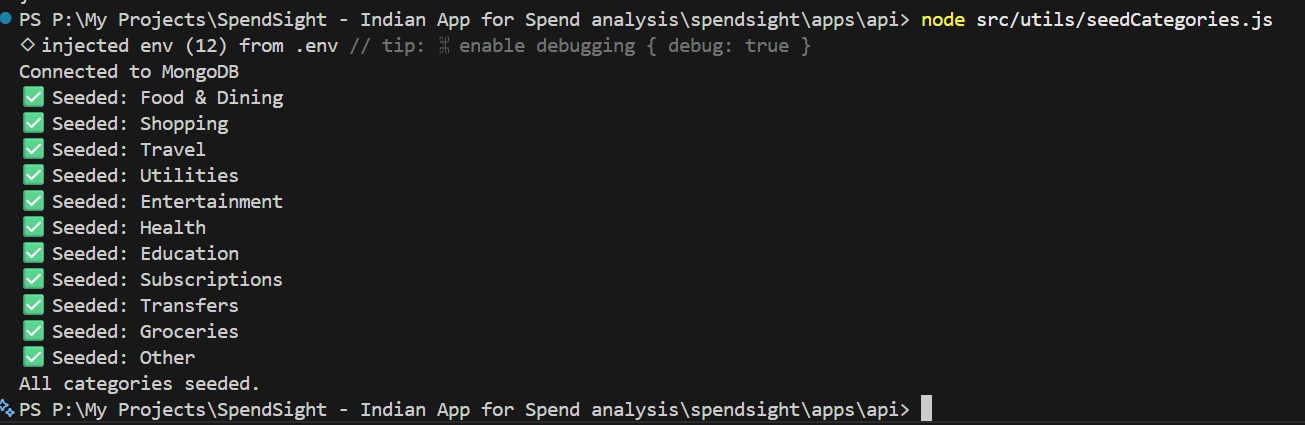 PS P:\My Projects\SpendSight - Indian App for Spend analysis\spendsight\apps\api> node src/utils/seedCategories.js
◇ injected env (12) from .env // tip: ⌘ enable debugging { debug: true }
Connected to MongoDB
✅ Seeded: Food & Dining
✅ Seeded: Shopping
✅ Seeded: Travel
✅ Seeded: Utilities
✅ Seeded: Entertainment
✅ Seeded: Health
✅ Seeded: Education
✅ Seeded: Subscriptions
✅ Seeded: Transfers
✅ Seeded: Groceries
✅ Seeded: Other
All categories seeded.
PS P:\My Projects\SpendSight - Indian App for Spend analysis\spendsight\apps\api>